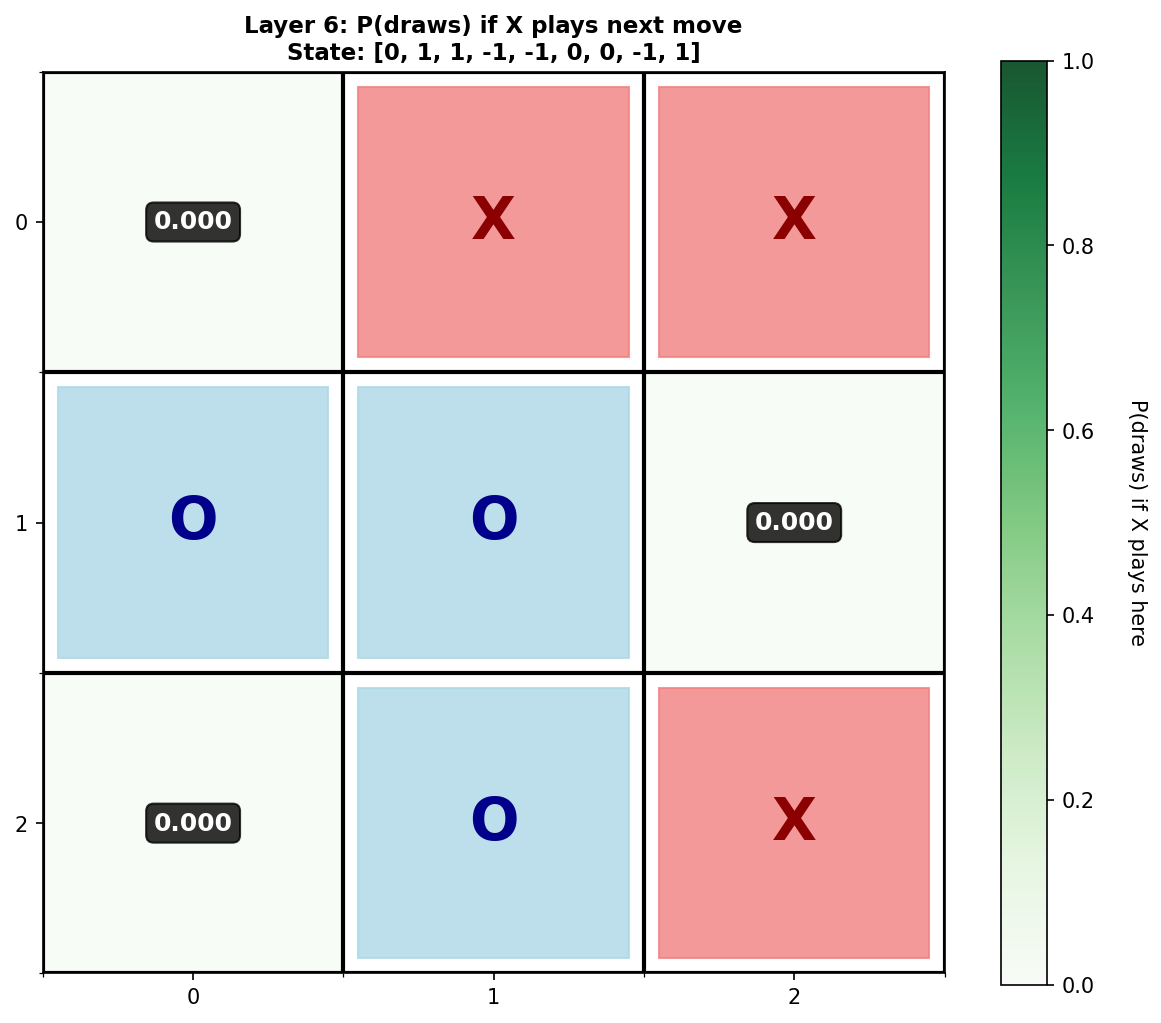 Layer 6: P(draws) if X plays next move
State: [0, 1, 1, -1, -1, 0, 0, -1, 1]
0.000
X
X
O
O
0.000
0.000
O
X
0
1
2
0
1
2
1.0
0.8
0.6
0.4
0.2
0.0
P(draws) if X plays here